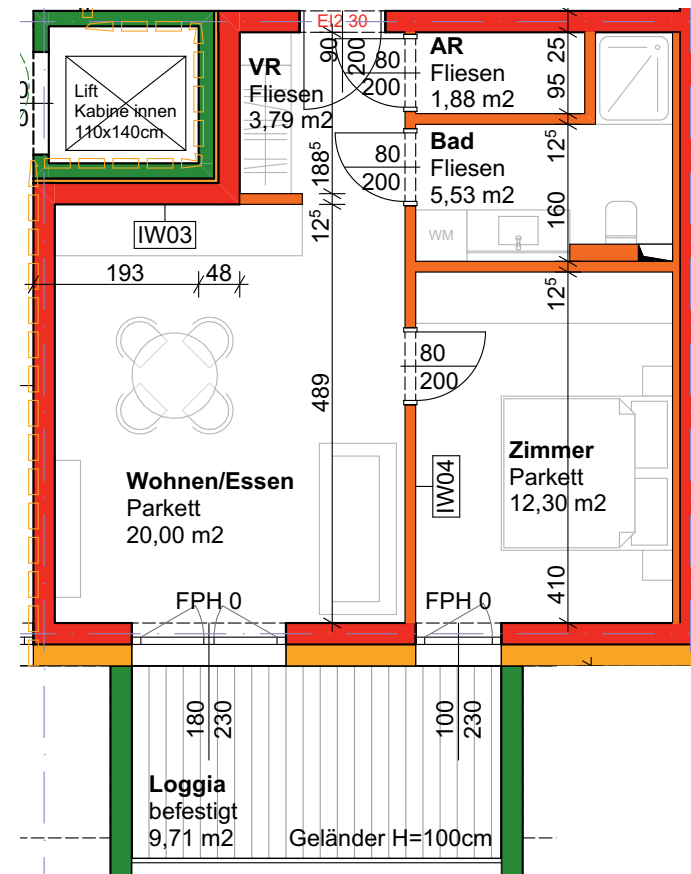 EI2 30
VR
Fliesen
3,79 m2
90
200
80
200
AR
Fliesen
1,88 m2
25
95
Lift
Kabine innen
110x140cm
80
200
Bad
Fliesen
5,53 m2
12⁵
160
188⁵
12⁵
WM
IW03
193
48
12⁵
80
200
489
Zimmer
Parkett
12,30 m2
IW04
Wohnen/Essen
Parkett
20,00 m2
410
FPH 0
FPH 0
180
230
100
230
Loggia
befestigt
9,71 m2
Geländer H=100cm